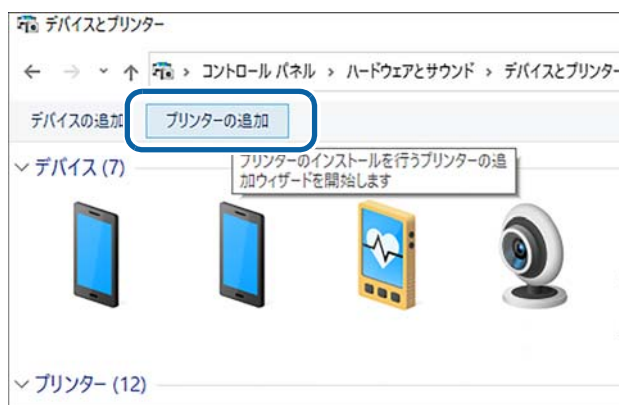 デバイスとプリンター
コントロール パネル › ハードウェアとサウンド › デバイスとプリンター
デバイスの追加 プリンターの追加
プリンターのインストールを行うプリンターの追
加ウィザードを開始します
デバイス (7)
プリンター (12)